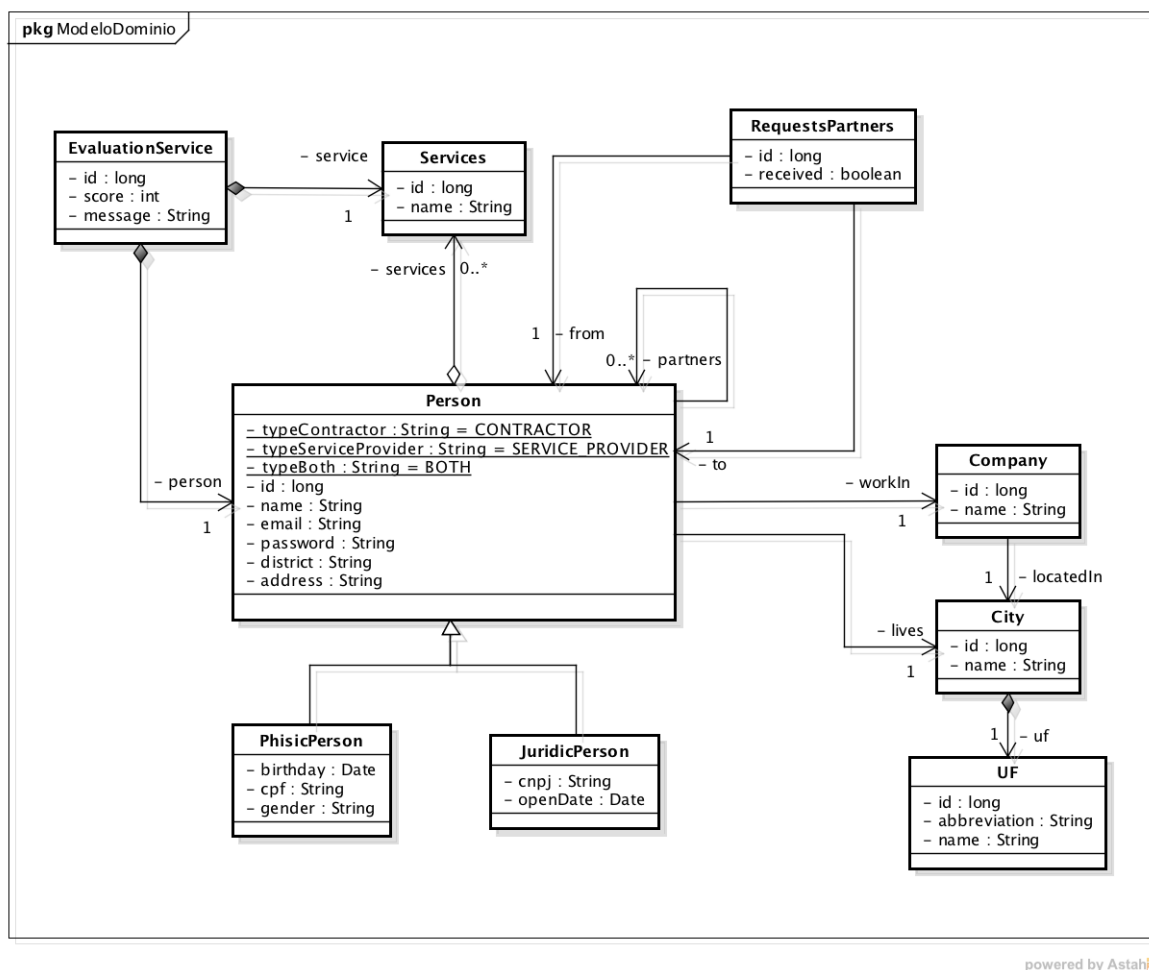 pkg ModeloDominio
EvaluationService
- id : long
- score : int
- message : String
- service
1
Services
- id : long
- name : String
RequestsPartners
- id : long
- received : boolean
- services
0..*
1
- from
0..*
- partners
Person
- typeContractor : String = CONTRACTOR
- typeServiceProvider : String = SERVICE_PROVIDER
- typeBoth : String = BOTH
- id : long
- name : String
- email : String
- password : String
- district : String
- address : String
1
- to
- person
1
- workIn
1
Company
- id : long
- name : String
1
- locatedIn
- lives
1
City
- id : long
- name : String
1
- uf
PhisicPerson
- birthday : Date
- cpf : String
- gender : String
JuridicPerson
- cnpj : String
- openDate : Date
UF
- id : long
- abbreviation : String
- name : String
powered by Astah